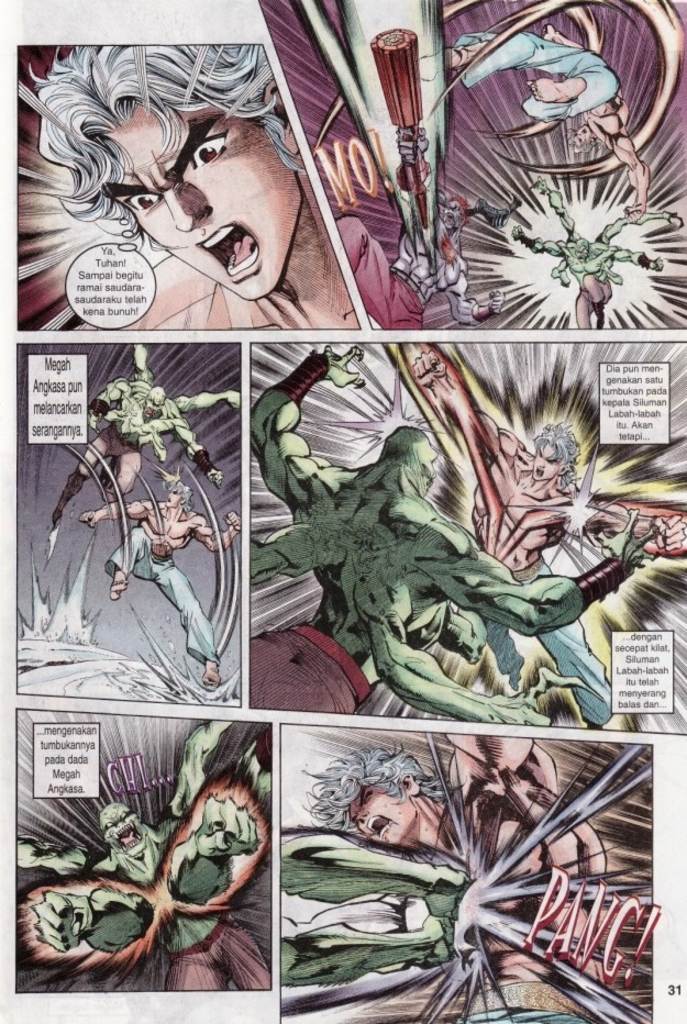 Ya,
Tuhan!
Sampai begitu
ramai saudara-
saudaraku telah
kena bunuh!
MO!
Megah
Angkasa pun
melancarkan
serangannya.
Dia pun men-
genakan satu
tumbukan pada
kepala Siluman
Labah-labah
itu. Akan
tetapi...
...dengan
secepat kilat,
Siluman
Labah-labah
itu telah
menyerang
balas dan...
...mengenakan
tumbukannya
pada dada
Megah
Angkasa.
CHI...
PANG!
31